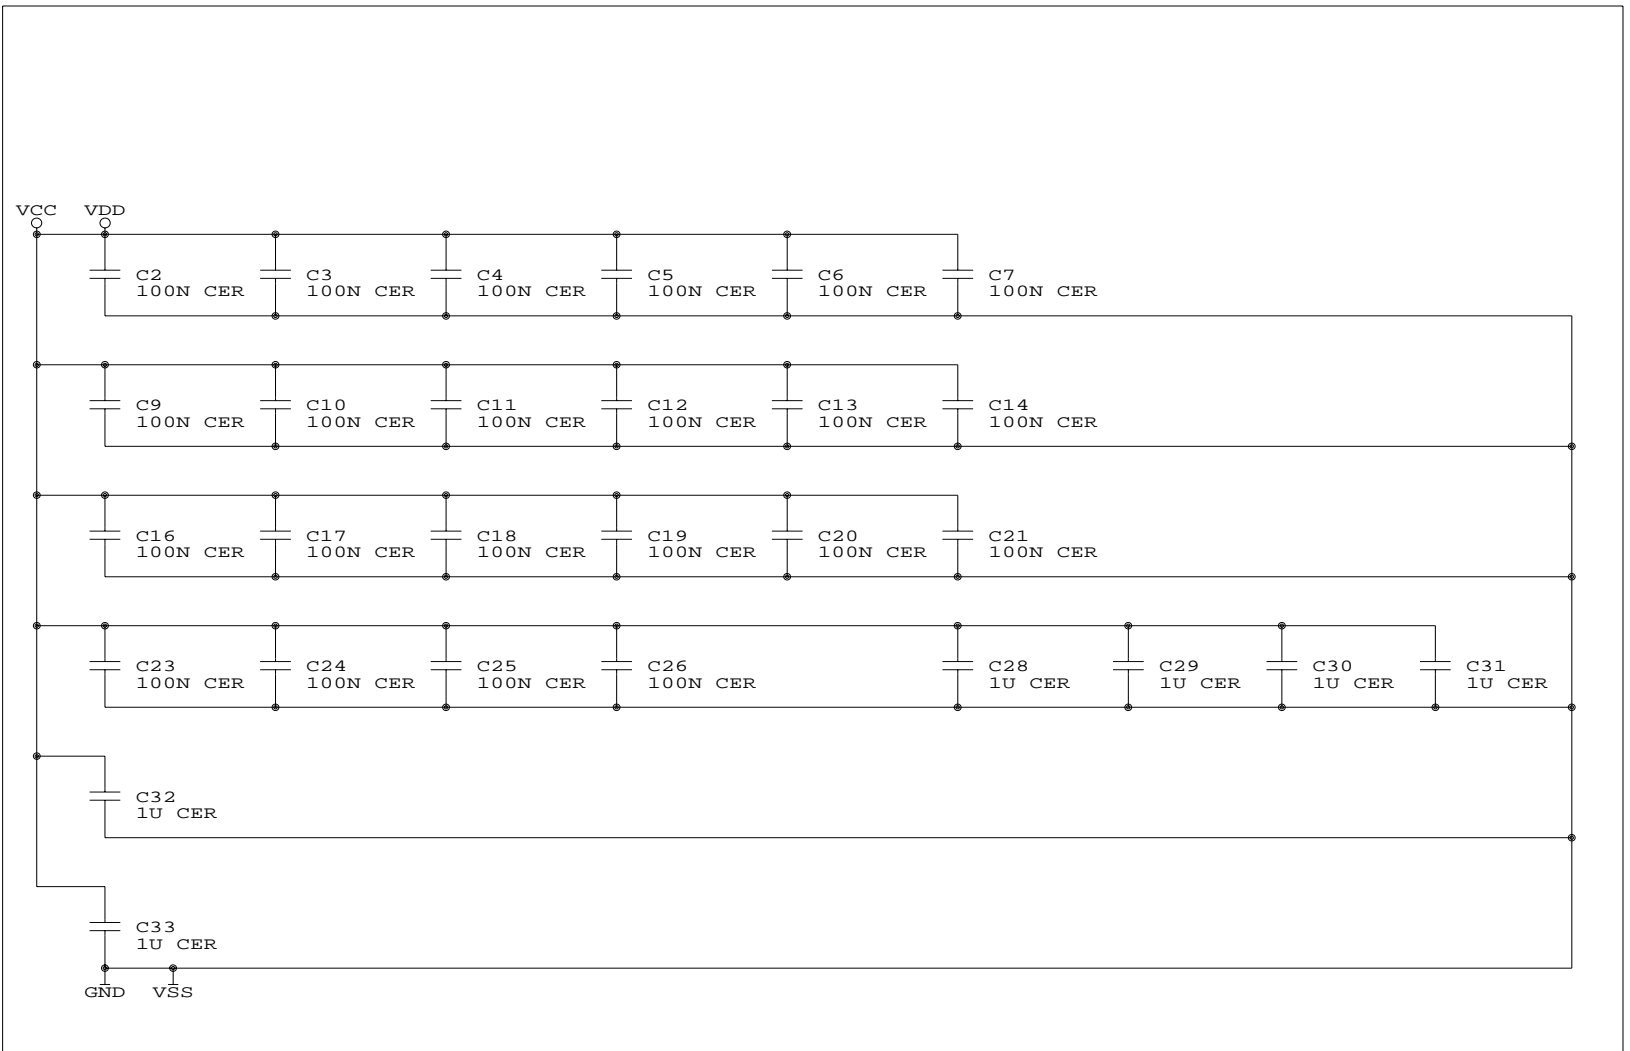 VCC VDD
C2 C3 C4 C5 C6 C7
100N CER 100N CER 100N CER 100N CER 100N CER 100N CER
C9 C10 C11 C12 C13 C14
100N CER 100N CER 100N CER 100N CER 100N CER 100N CER
C16 C17 C18 C19 C20 C21
100N CER 100N CER 100N CER 100N CER 100N CER 100N CER
C23 C24 C25 C26 C28 C29 C30 C31
100N CER 100N CER 100N CER 100N CER 1U CER 1U CER 1U CER 1U CER
C32
1U CER
C33
1U CER
GND VSS